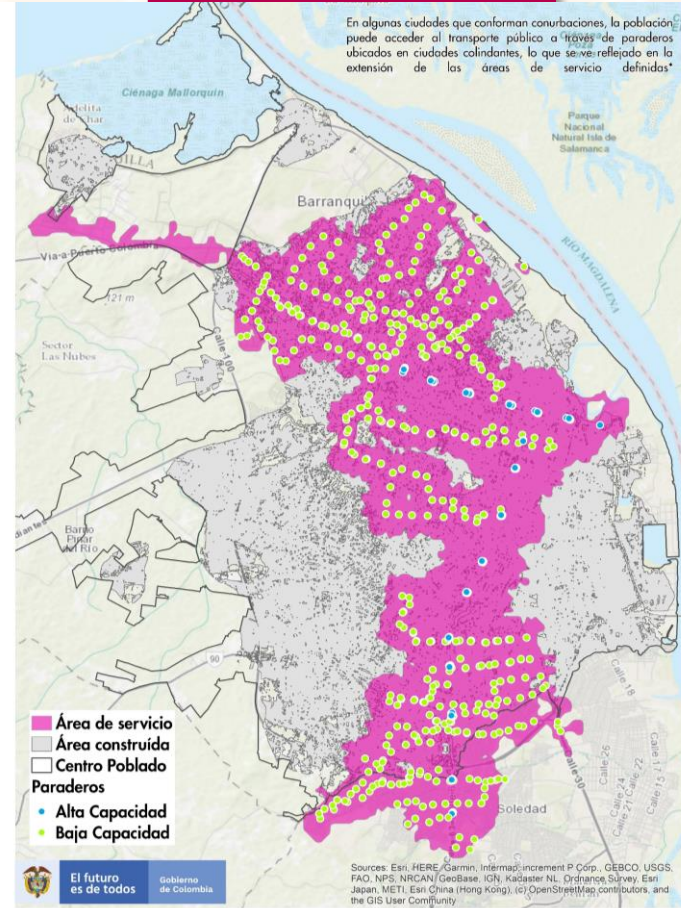 En algunas ciudades que conforman conurbaciones, la población
puede acceder al transporte público a través de paraderos
ubicados en ciudades colindantes, lo que se ve reflejado en la
extensión de las áreas de servicio definidas*
Ciénaga Mallorquín
Parque
Nacional
Natural Isla de
Salamanca
Barranqui
RÍO MAGDALENA
Via a Puerto Colombia
121 m
Calle 100
Sector
Las Nubes
Barrio
Pinar
del Río
90
Calle 18
Calle 30
Soledad
Área de servicio
Área construída
Centro Poblado
Paraderos
Alta Capacidad
Baja Capacidad
El futuro
es de todos
Gobierno
de Colombia
Sources: Esri, HERE, Garmin, Intermap, increment P Corp., GEBCO, USGS,
FAO, NPS, NRCAN, GeoBase, IGN, Kadaster NL, Ordnance Survey, Esri
Japan, METI, Esri China (Hong Kong), (c) OpenStreetMap contributors, and
the GIS User Community